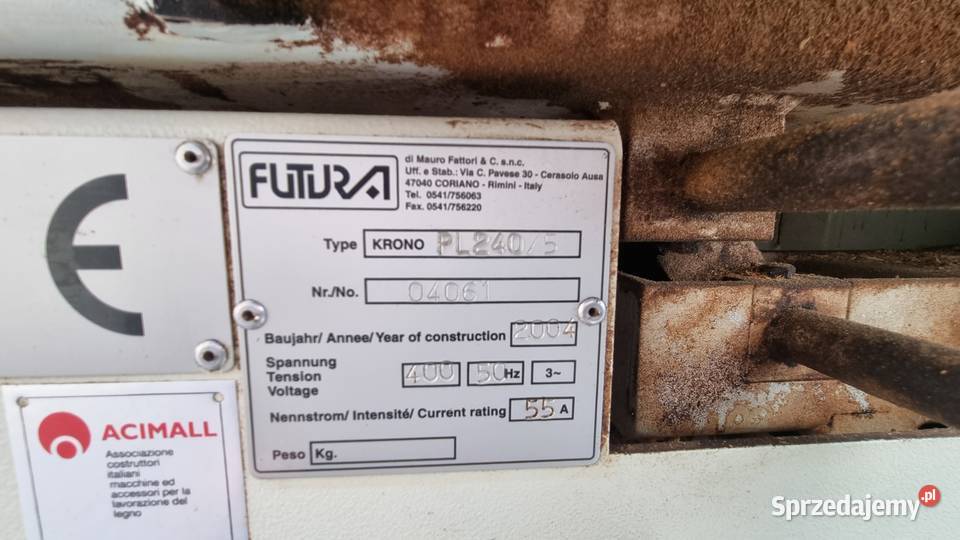 CE
FUTURA
di Mauro Fattori & C. s.n.c.
Uff. e Stab.: Via C. Pavese 30 - Cerasolo Ausa
47040 CORIANO - Rimini - Italy
Tel. 0541/756063
Fax. 0541/756220
Type KRONO PL240/5
Nr./No. 04061
Baujahr/ Annee/ Year of construction 2004
Spannung
Tension
Voltage
400 50Hz 3~
Nennstrom/ Intensité/ Current rating 55 A
Peso Kg.
ACIMALL
Associazione
costruttori
italiani
macchine ed
accessori per la
lavorazione del
legno
Sprzedajemy.pl